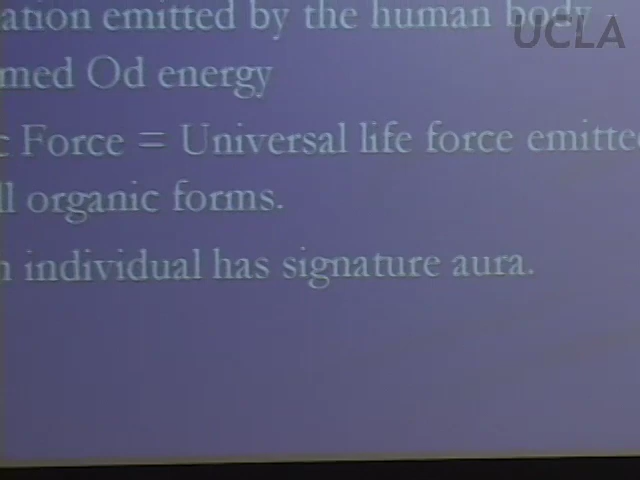 ation emitted by the human body -
UCLA
med Od energy
c Force = Universal life force emitte
ll organic forms.
n individual has signature aura.